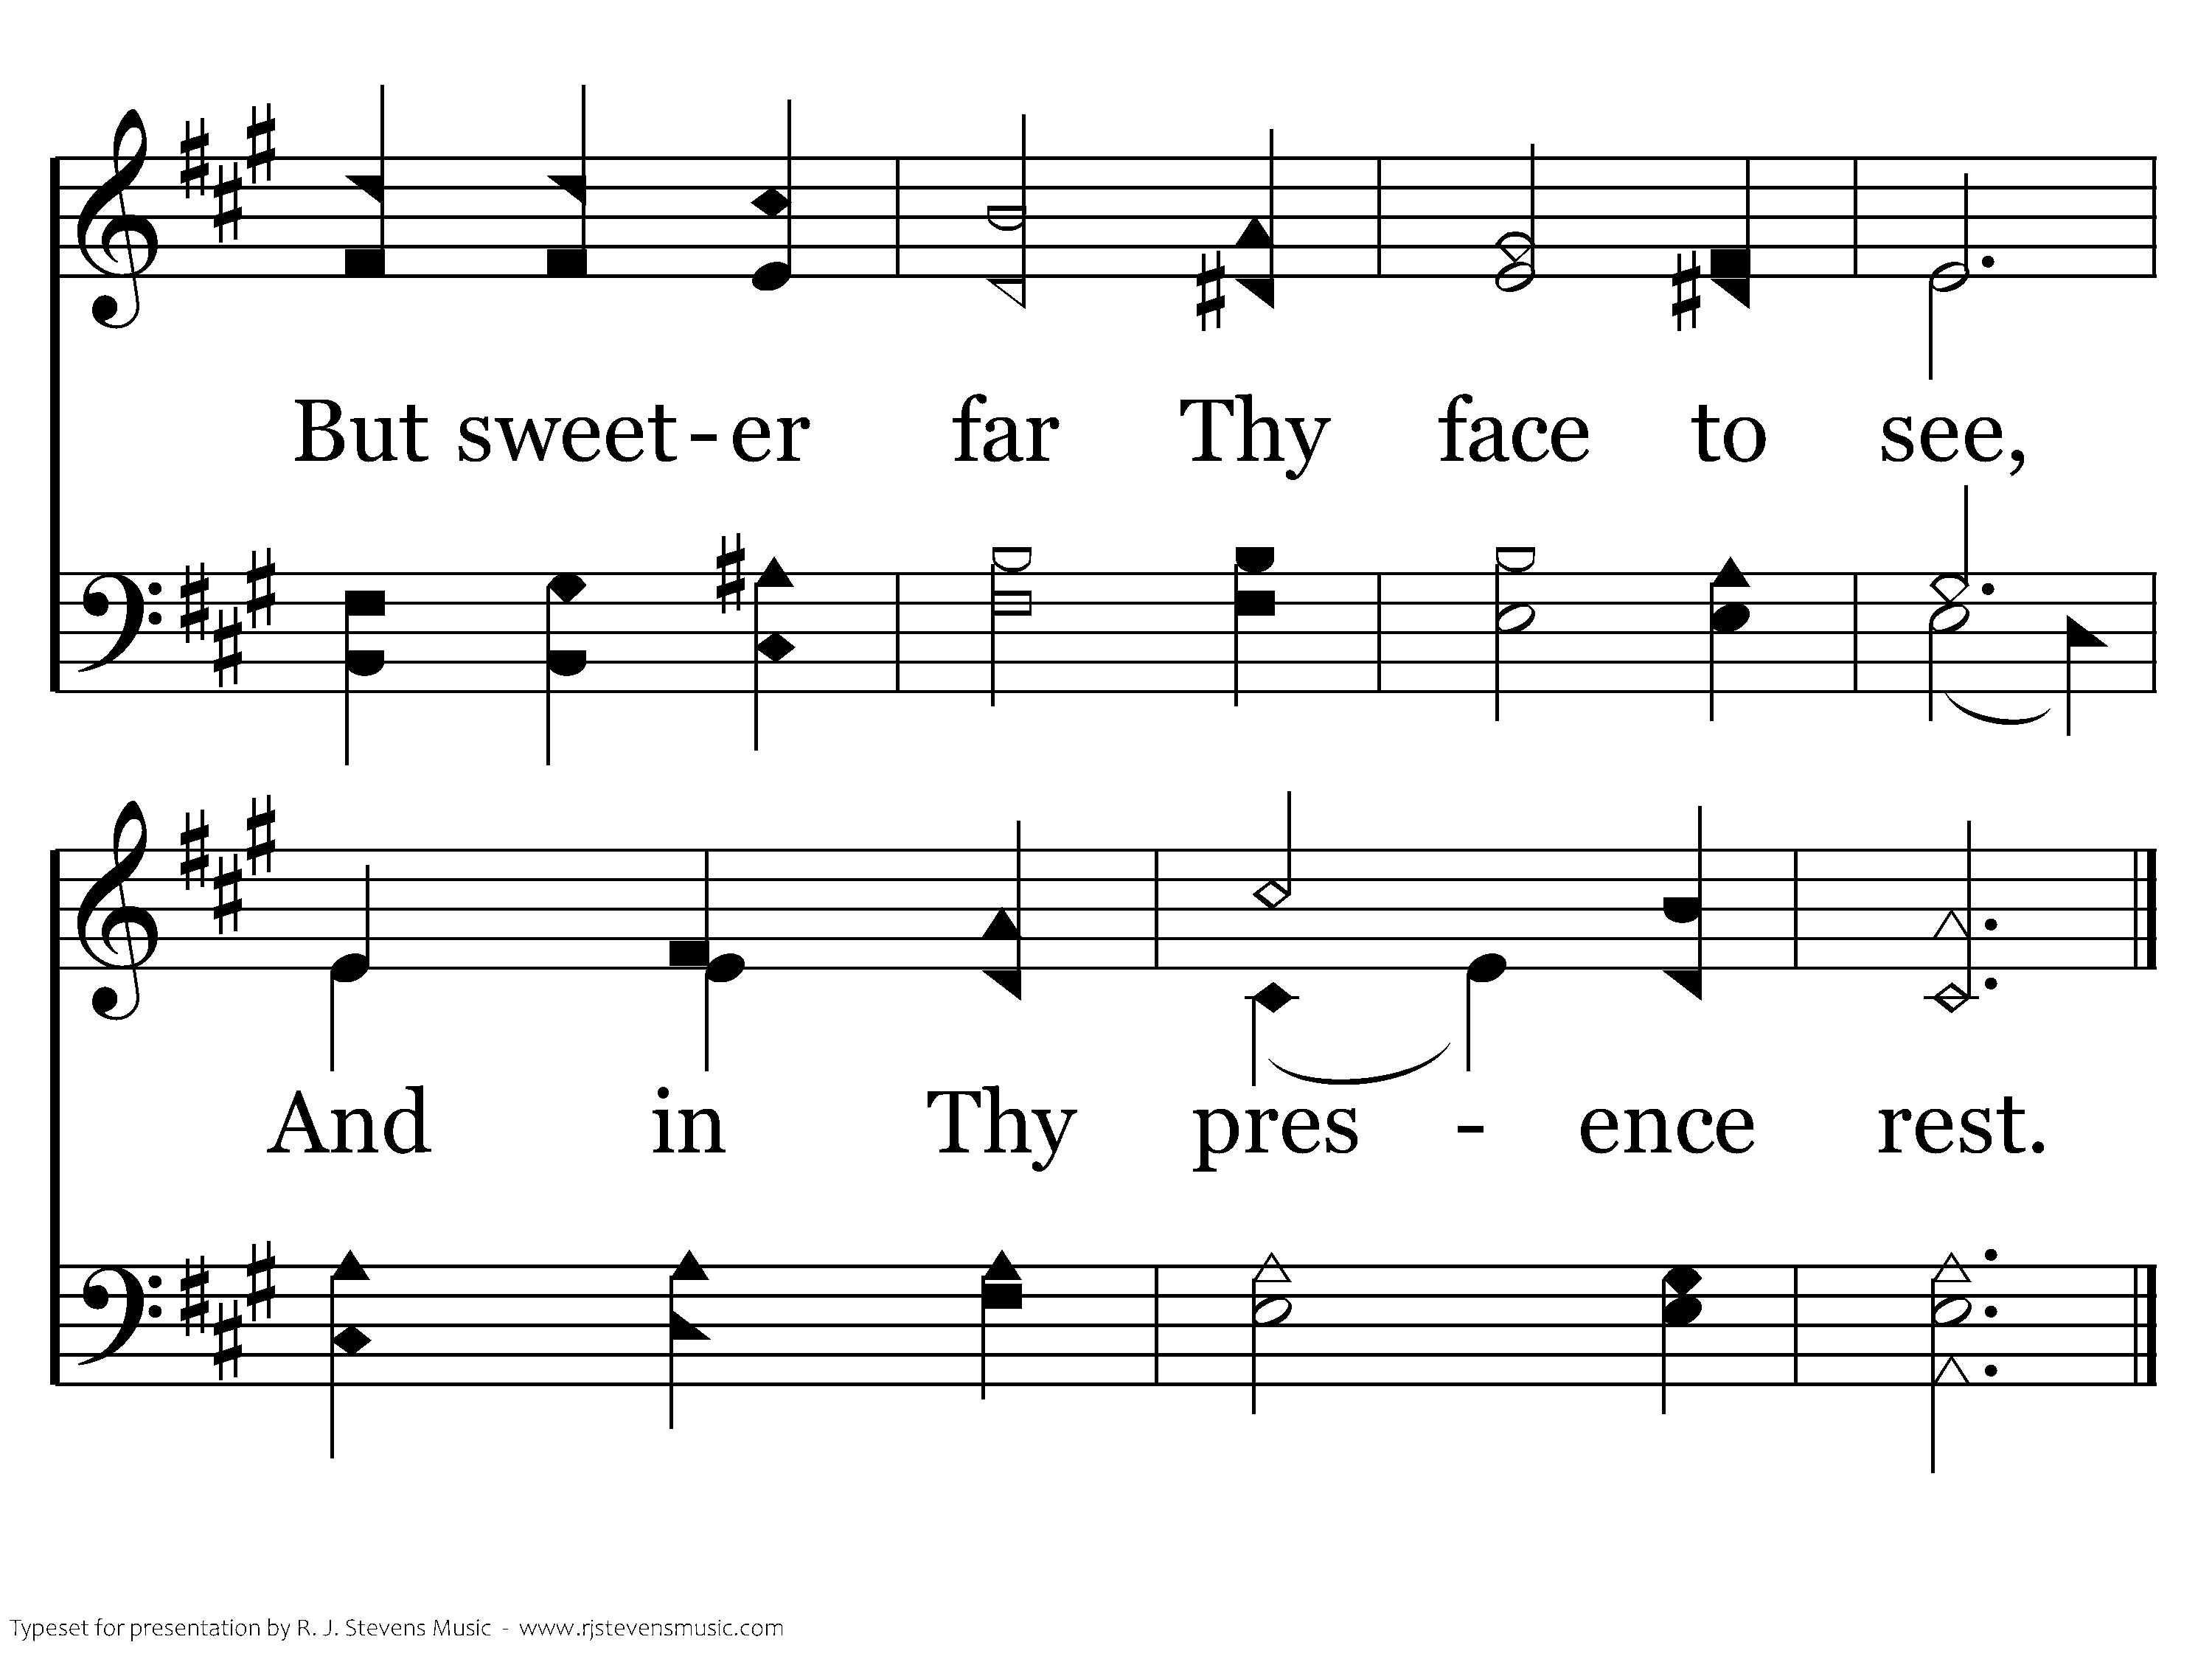 But sweet-er far Thy face to see,
And in Thy pres - ence rest.
Typeset for presentation by R. J. Stevens Music - www.rjstevensmusic.com